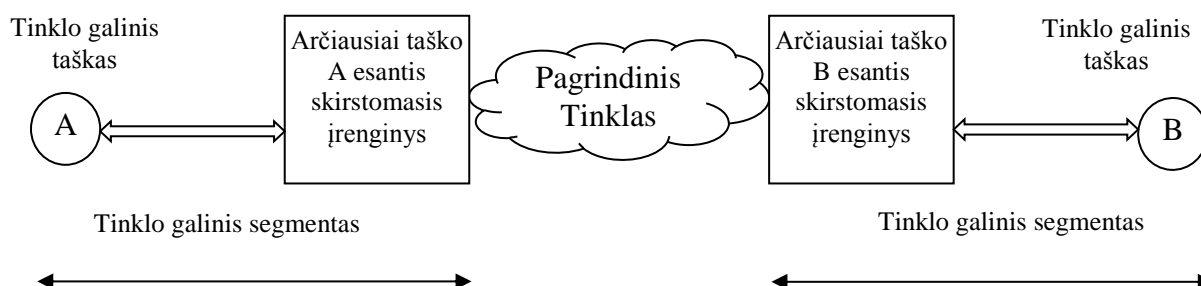 Tinklo galinis
taškas
A
Arčiausiai taško
A esantis
skirstomasis
įrenginys
Pagrindinis
Tinklas
Arčiausiai taško
B esantis
skirstomasis
įrenginys
Tinklo galinis
taškas
B
Tinklo galinis segmentas
Tinklo galinis segmentas